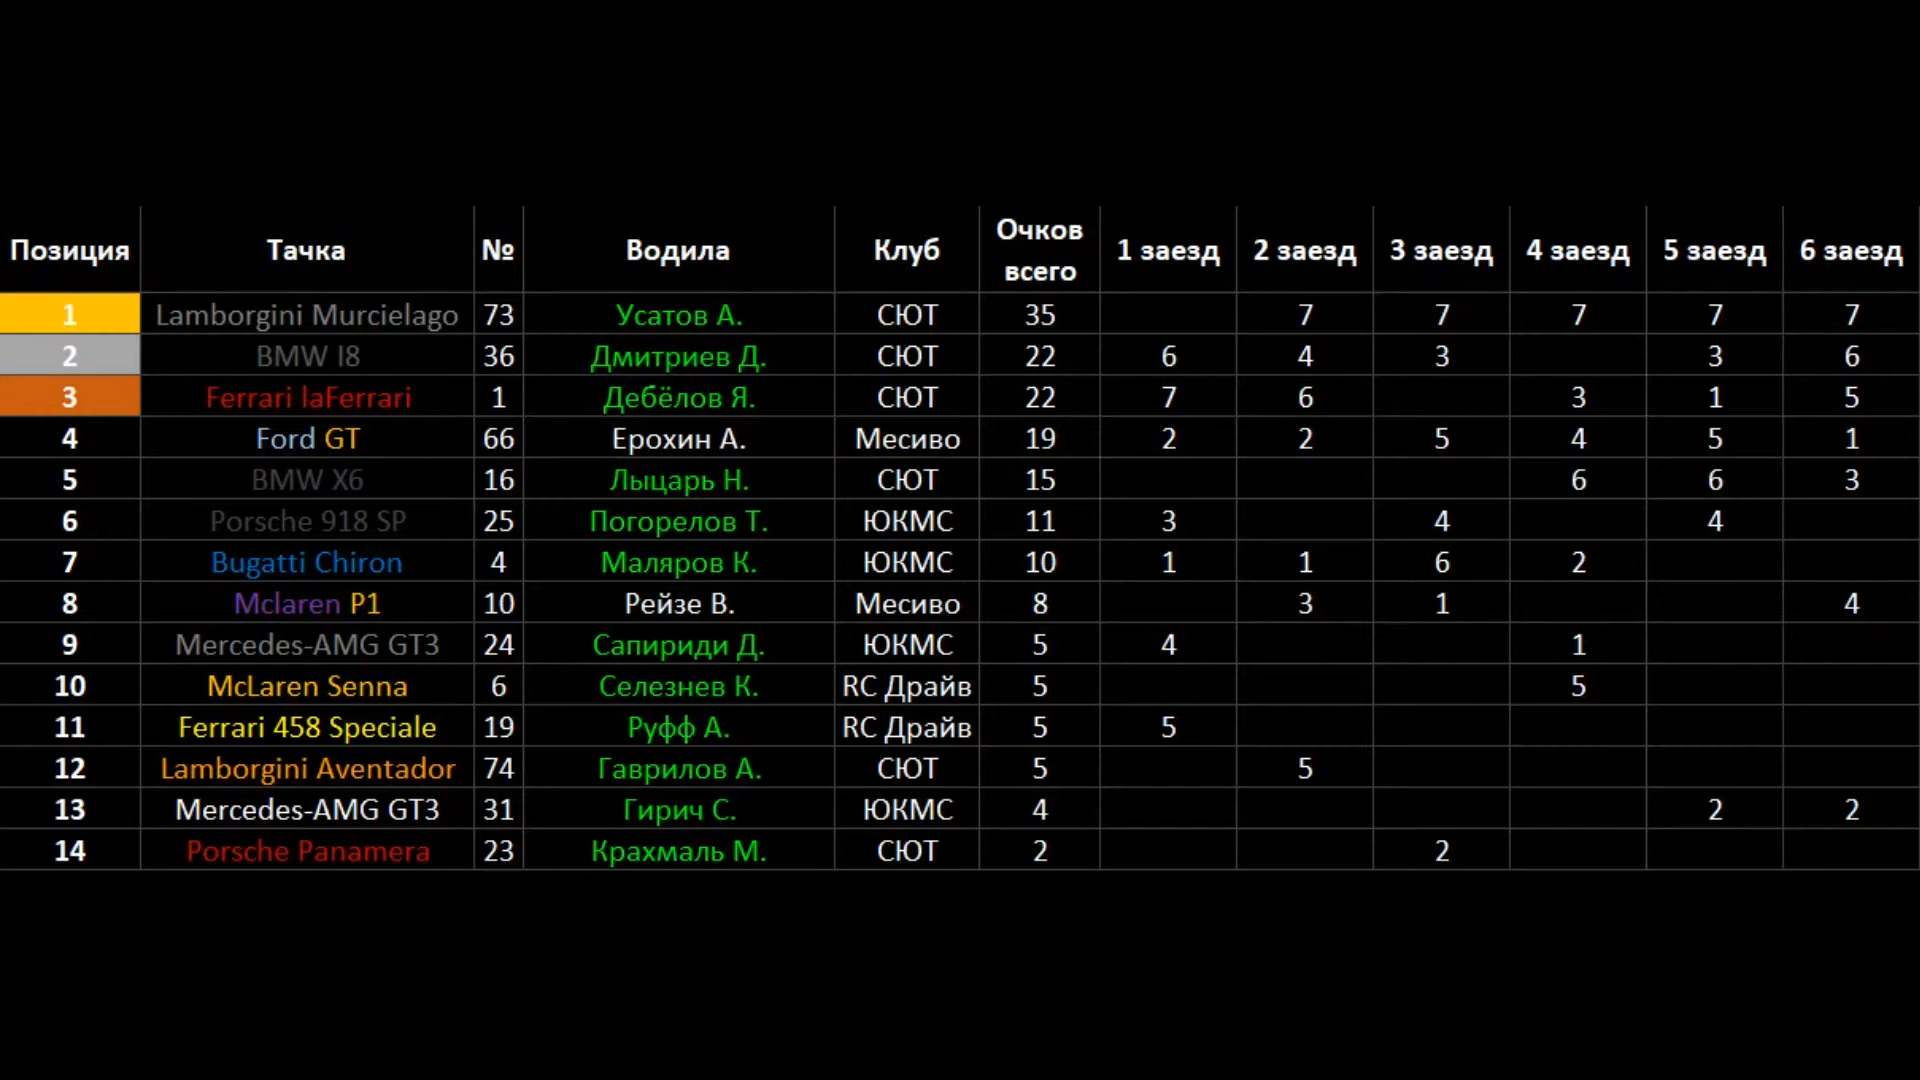 Позиция Тачка № Водила Клуб Очков всего 1 заезд 2 заезд 3 заезд 4 заезд 5 заезд 6 заезд
1 Lamborgini Murcielago 73 Усатов А. СЮТ 35 7 7 7 7 7
2 BMW I8 36 Дмитриев Д. СЮТ 22 6 4 3 3 6
3 Ferrari laFerrari 1 Дебёлов Я. СЮТ 22 7 6 3 1 5
4 Ford GT 66 Ерохин А. Месиво 19 2 2 5 4 5 1
5 BMW X6 16 Лыцарь Н. СЮТ 15 6 6 3
6 Porsche 918 SP 25 Погорелов Т. ЮКМС 11 3 4 4
7 Bugatti Chiron 4 Маляров К. ЮКМС 10 1 1 6 2
8 Mclaren P1 10 Рейзе В. Месиво 8 3 1 4
9 Mercedes-AMG GT3 24 Сапириди Д. ЮКМС 5 4 1
10 McLaren Senna 6 Селезнев К. RC Драйв 5 5
11 Ferrari 458 Speciale 19 Руфф А. RC Драйв 5 5
12 Lamborgini Aventador 74 Гаврилов А. СЮТ 5 5
13 Mercedes-AMG GT3 31 Гирич С. ЮКМС 4 2 2
14 Porsche Panamera 23 Крахмаль М. СЮТ 2 2